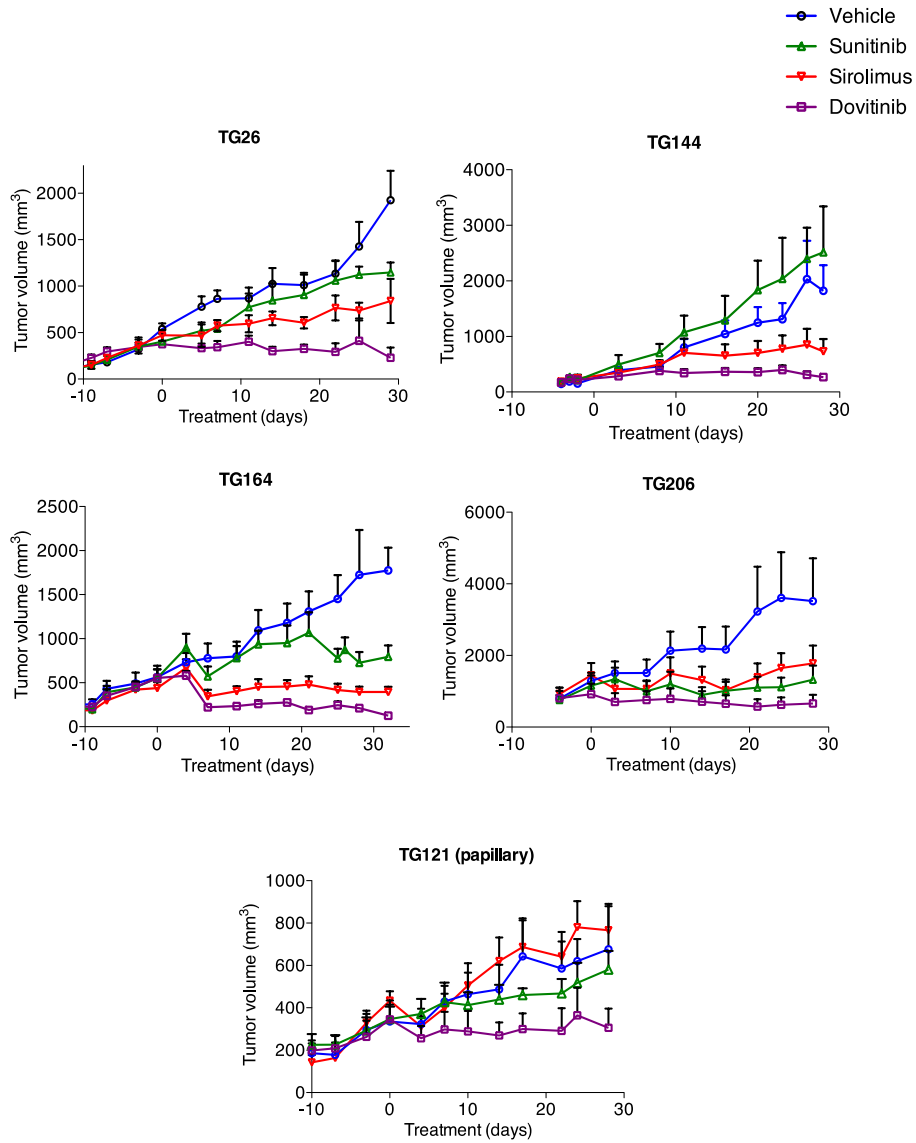 Vehicle
Sunitinib
Sirolimus
Dovitinib
TG26
Tumor volume (mm³)
2000
1500
1000
500
0
-10 0 10 20 30
Treatment (days)
TG144
Tumor volume (mm³)
4000
3000
2000
1000
0
-10 0 10 20 30
Treatment (days)
TG164
Tumor volume (mm³)
2500
2000
1500
1000
500
0
-10 0 10 20 30
Treatment (days)
TG206
Tumor volume (mm³)
6000
4000
2000
0
-10 0 10 20 30
Treatment (days)
TG121 (papillary)
Tumor volume (mm³)
1000
800
600
400
200
0
-10 0 10 20 30
Treatment (days)